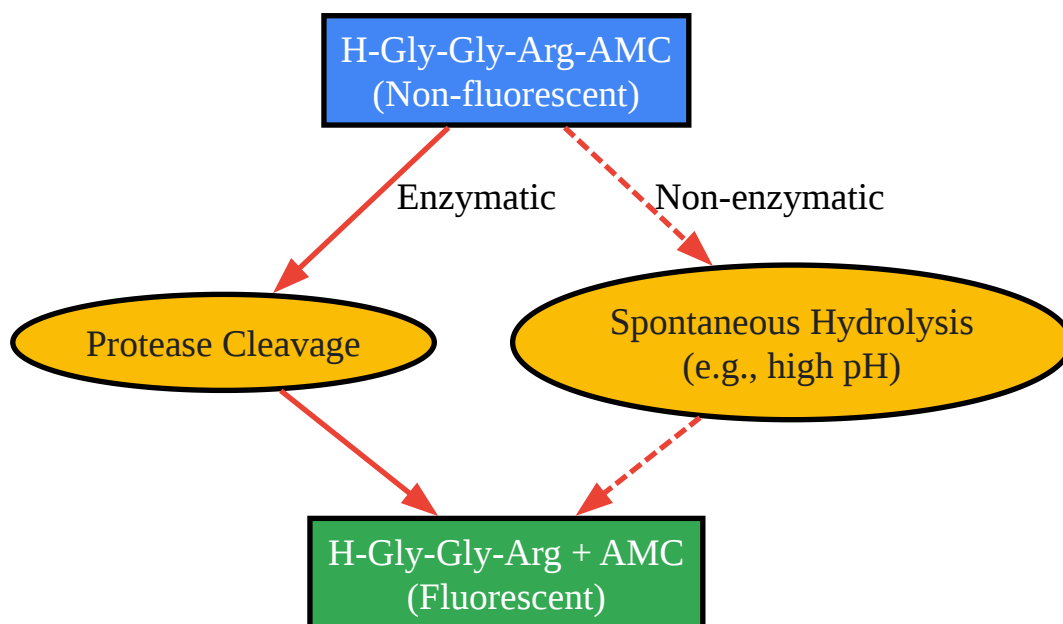 H-Gly-Gly-Arg-AMC
(Non-fluorescent)
Enzymatic
Non-enzymatic
Protease Cleavage
Spontaneous Hydrolysis
(e.g., high pH)
H-Gly-Gly-Arg + AMC
(Fluorescent)